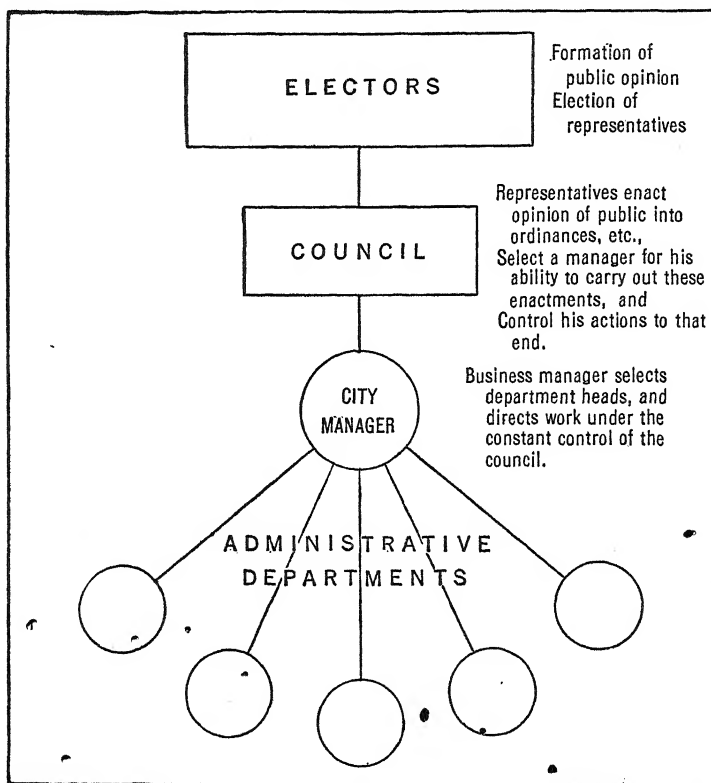 ELECTORS
Formation of
public opinion
Election of
representatives
COUNCIL
Representatives enact
opinion of public into
ordinances, etc.,
Select a manager for his
ability to carry out these
enactments, and
Control his actions to that
end.
CITY
MANAGER
Business manager selects
department heads, and
directs work under the
constant control of the
council.
ADMINISTRATIVE
DEPARTMENTS